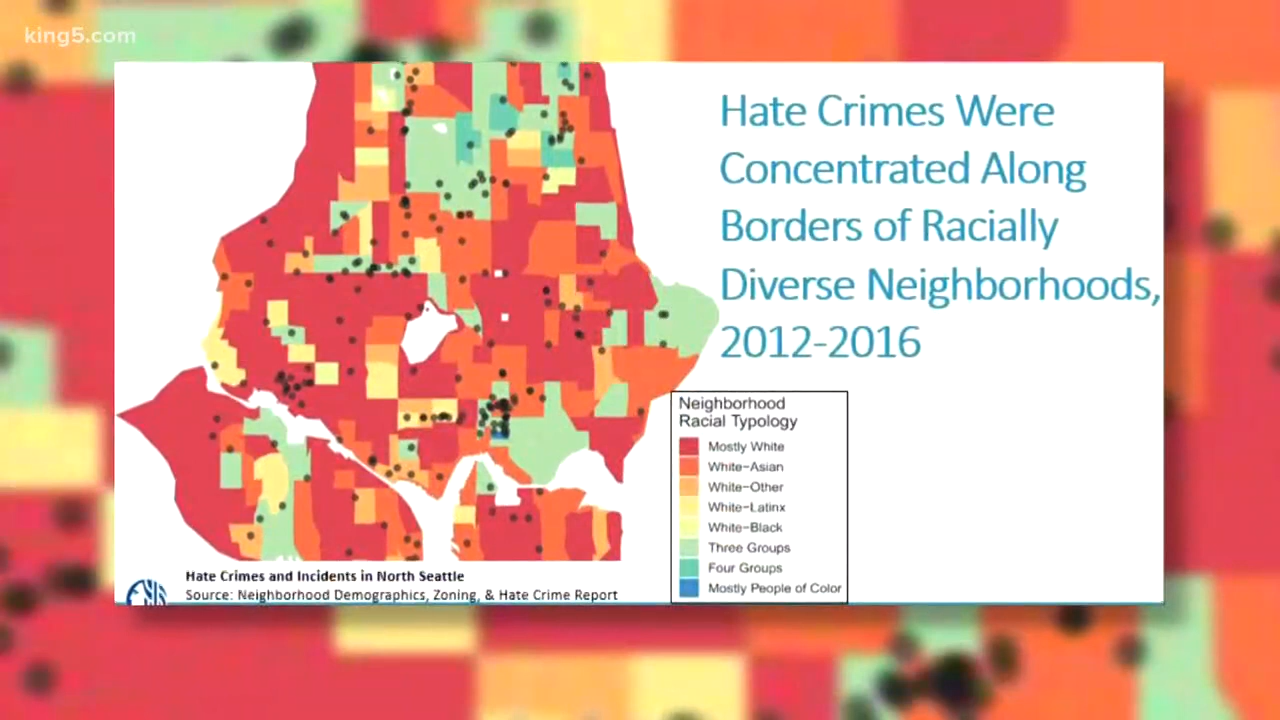 king5.com
Hate Crimes Were
Concentrated Along
Borders of Racially
Diverse Neighborhoods,
2012-2016
Neighborhood
Racial Typology
Mostly White
White-Asian
White-Other
White-Latinx
White-Black
Three Groups
Four Groups
Mostly People of Color
Hate Crimes and Incidents in North Seattle
Source: Neighborhood Demographics, Zoning, & Hate Crime Report